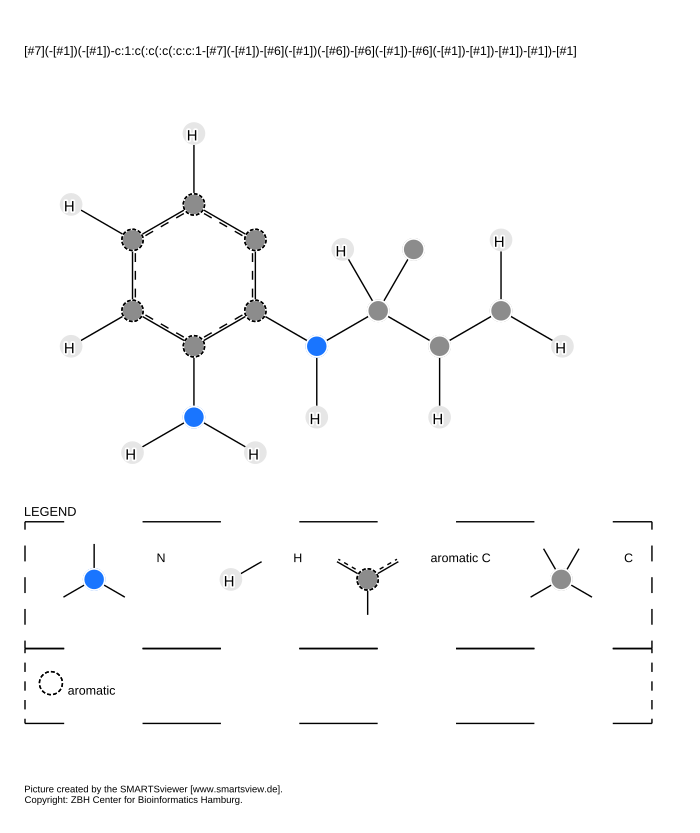 [#7](-[#1])(-[#1])-c:1:c(:c(:c(:c:c:1-[#7](-[#1])-[#6](-[#1])(-[#6])-[#6](-[#1])-[#6](-[#1])-[#1])-[#1])-[#1])-[#1]
H
H
H H
H
H H
H H
H H
LEGEND
N H H aromatic C C
aromatic
Picture created by the SMARTSviewer [www.smartsview.de].
Copyright: ZBH Center for Bioinformatics Hamburg.